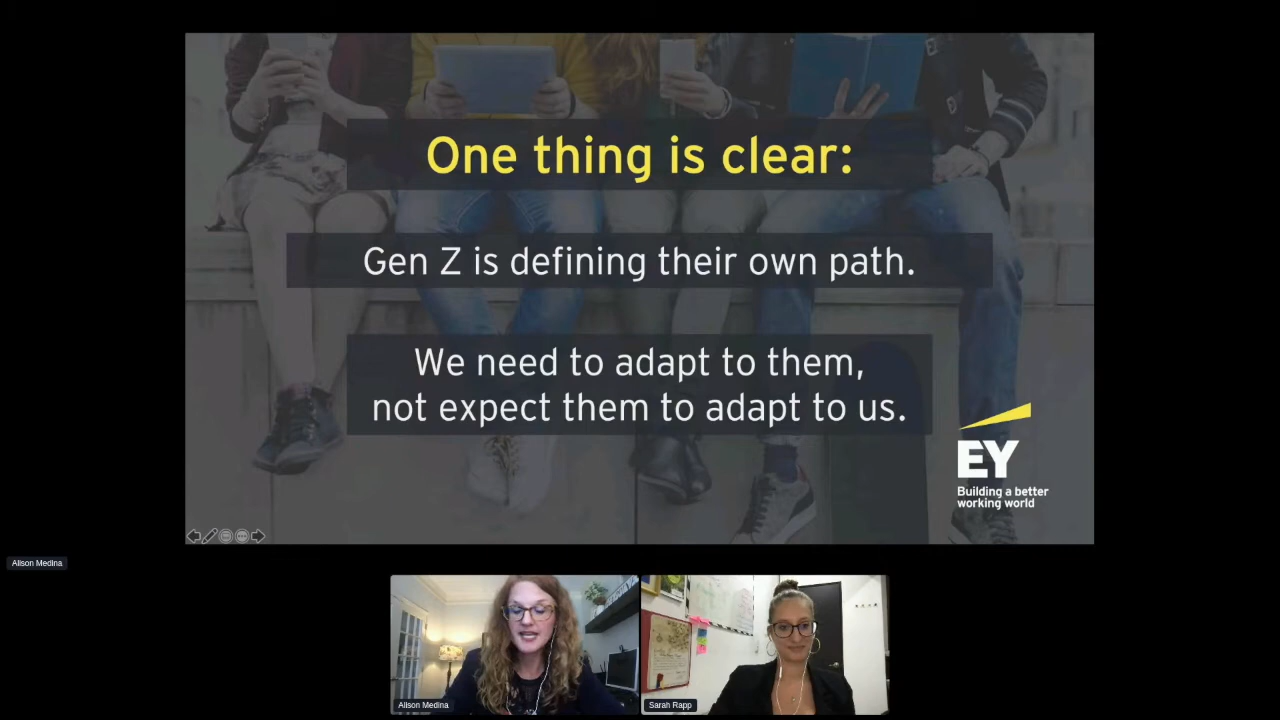 One thing is clear:
Gen Z is defining their own path.
We need to adapt to them,
not expect them to adapt to us.
EY
Building a better
working world
Alison Medina
Alison Medina
Sarah Rapp